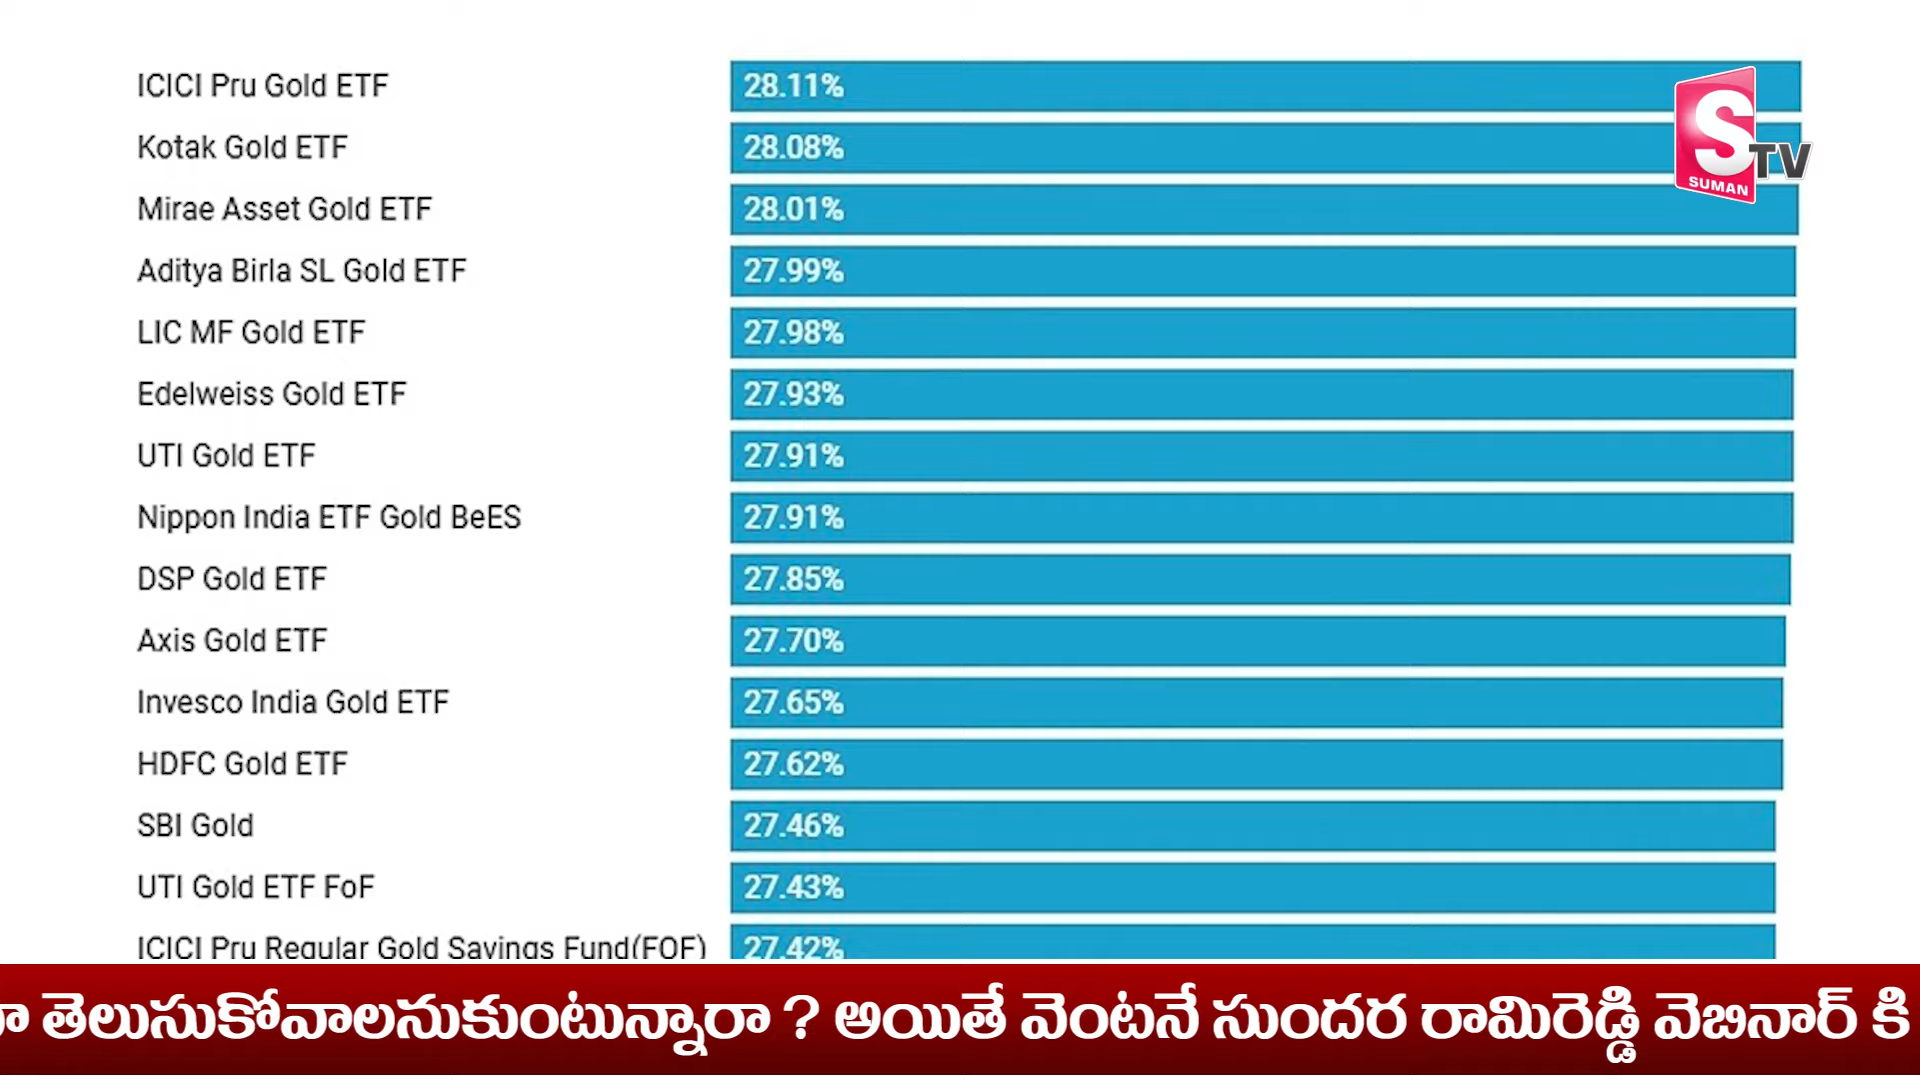 ICICI Pru Gold ETF 28.11%
Kotak Gold ETF 28.08%
Mirae Asset Gold ETF 28.01%
Aditya Birla SL Gold ETF 27.99%
LIC MF Gold ETF 27.98%
Edelweiss Gold ETF 27.93%
UTI Gold ETF 27.91%
Nippon India ETF Gold BeES 27.91%
DSP Gold ETF 27.85%
Axis Gold ETF 27.70%
Invesco India Gold ETF 27.65%
HDFC Gold ETF 27.62%
SBI Gold 27.46%
UTI Gold ETF FoF 27.43%
ICICI Pru Regular Gold Savings Fund(FOF) 27.42%
S TV
SUMAN
తెలుసుకోవాలనుకుంటున్నారా ? అయితే వెంటనే సుందర రామిరెడ్డి వెబినార్ కి